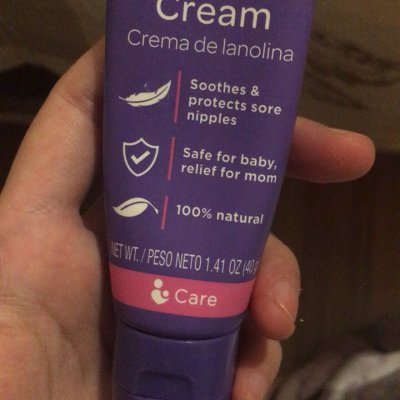 Cream
Crema de lanolina
Soothes &
protects sore
nipples
Safe for baby,
relief for mom
100% natural
NET WT. / PESO NETO 1.41 OZ (40 g
Care